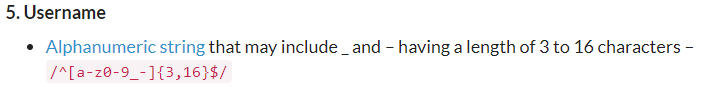 5. Username
• Alphanumeric string that may include _ and – having a length of 3 to 16 characters –
/^[a-z0-9_-]{3,16}$/